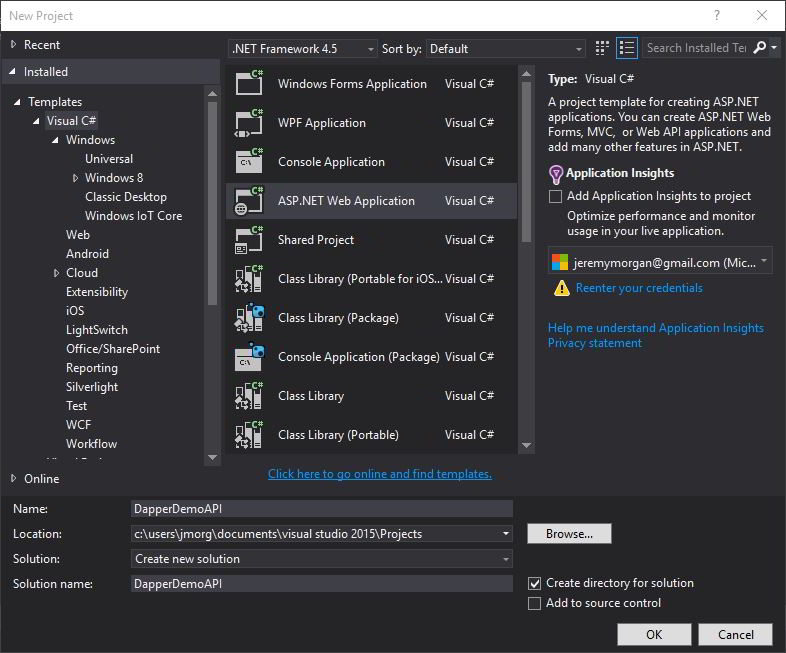 New Project
?
Recent
.NET Framework 4.5
Sort by:
Default
Search Installed Te
Installed
Templates
Visual C#
Windows
Universal
Windows 8
Classic Desktop
Windows IoT Core
Web
Android
Cloud
Extensibility
iOS
LightSwitch
Office/SharePoint
Reporting
Silverlight
Test
WCF
Workflow
Online
Windows Forms Application Visual C#
WPF Application Visual C#
Console Application Visual C#
ASP.NET Web Application Visual C#
Shared Project Visual C#
Class Library (Portable for iOS... Visual C#
Class Library (Package) Visual C#
Console Application (Package) Visual C#
Class Library Visual C#
Class Library (Portable) Visual C#
Click here to go online and find templates.
Type: Visual C#
A project template for creating ASP.NET
applications. You can create ASP.NET Web
Forms, MVC, or Web API applications and
add many other features in ASP.NET.
Application Insights
Add Application Insights to project
Optimize performance and monitor
usage in your live application.
jeremymorgan@gmail.com (Mic...
Reenter your credentials
Help me understand Application Insights
Privacy statement
Name: DapperDemoAPI
Location: c:\users\jmorg\documents\visual studio 2015\Projects
Browse...
Solution: Create new solution
Solution name: DapperDemoAPI
Create directory for solution
Add to source control
OK
Cancel